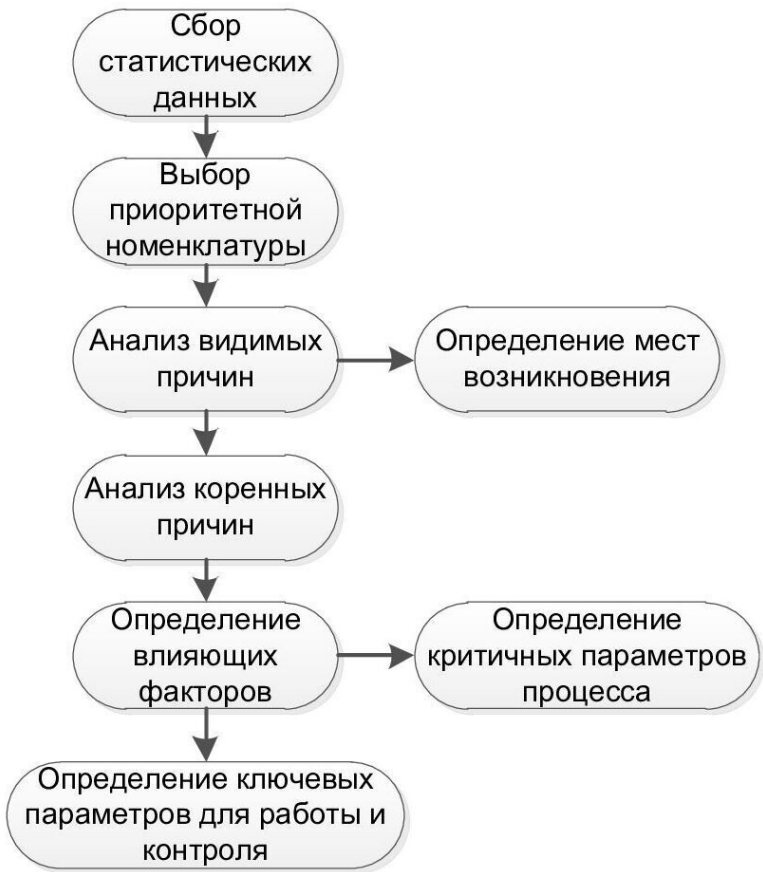 Сбор
статистических
данных
Выбор
приоритетной
номенклатуры
Анализ видимых
причин
Определение мест
возникновения
Анализ коренных
причин
Определение
влияющих
факторов
Определение
критичных параметров
процесса
Определение ключевых
параметров для работы и
контроля